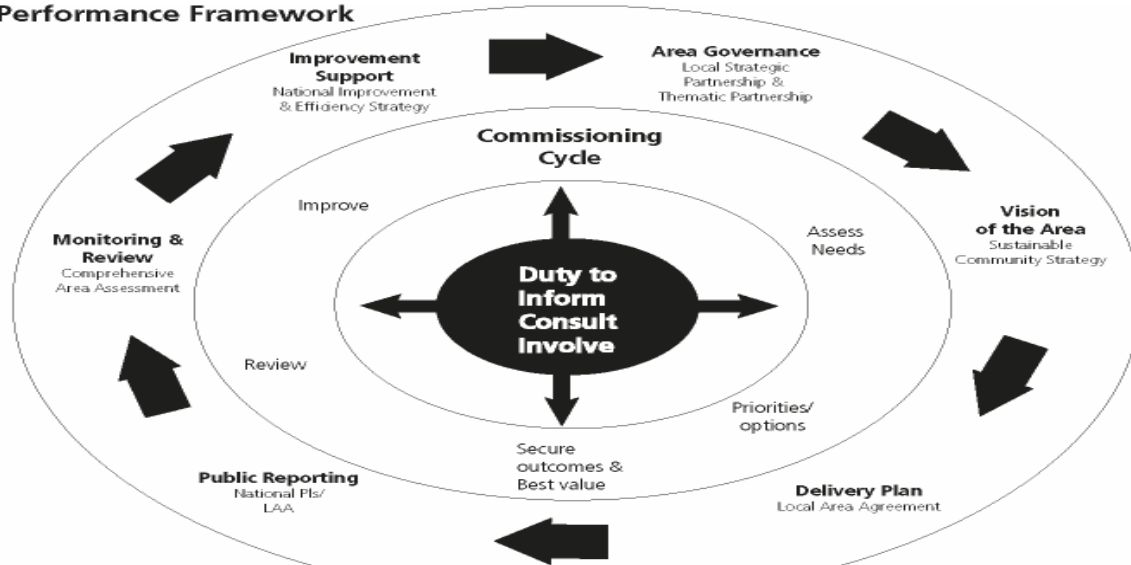 Performance Framework
Improvement
Support
National Improvement
& Efficiency Strategy
Area Governance
Local Strategic
Partnership &
Thematic Partnership
Commissioning
Cycle
Improve
Assess
Needs
Vision
of the Area
Sustainable
Community Strategy
Monitoring &
Review
Comprehensive
Area Assessment
Duty to
Inform
Consult
Involve
Review
Priorities/
options
Secure
outcomes &
Best value
Public Reporting
National PIs/
LAA
Delivery Plan
Local Area Agreement